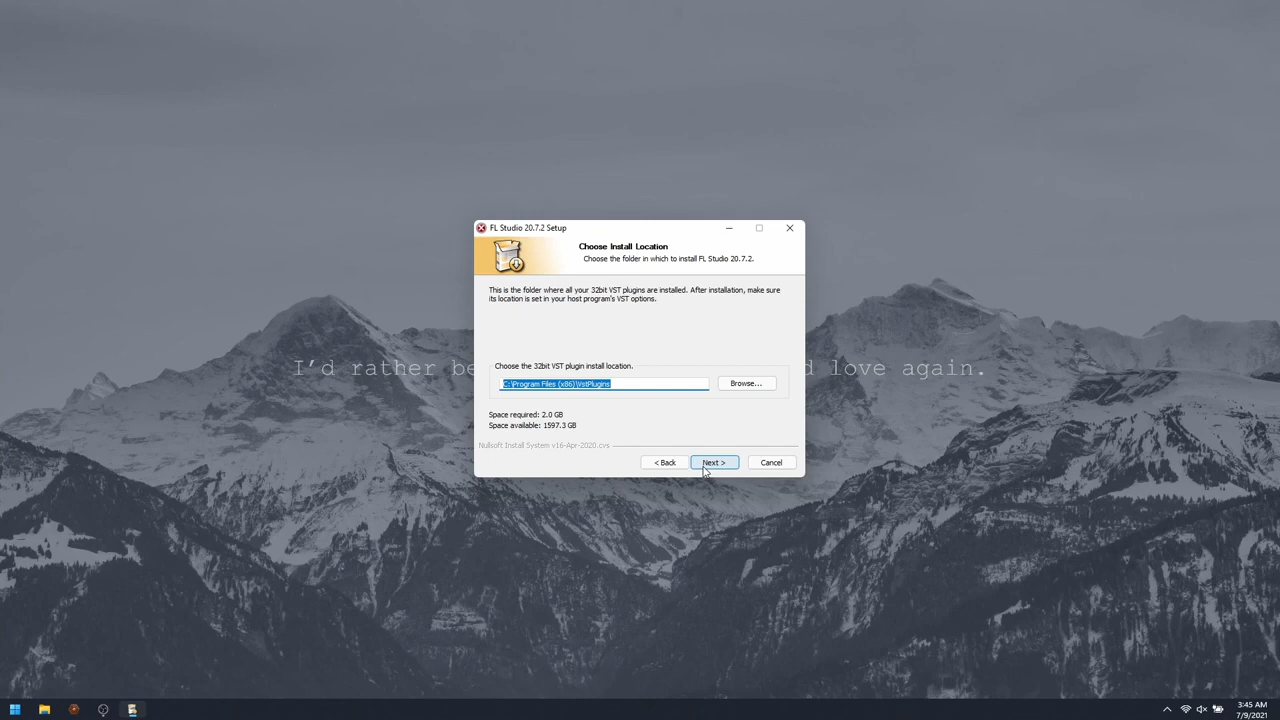 FL Studio 20.7.2 Setup
Choose Install Location
Choose the folder in which to install FL Studio 20.7.2.
This is the folder where all your 32bit VST plugins are installed. After installation, make sure
its location is set in your host program's VST options.
I'd rather be love again.
Choose the 32bit VST plugin install location.
C:\Program Files (x86)\VstPlugins
Browse...
Space required: 2.0 GB
Space available: 1597.3 GB
Nullsoft Install System v16-Apr-2020.cvs
< Back
Next >
Cancel
3:45 AM
7/9/2021